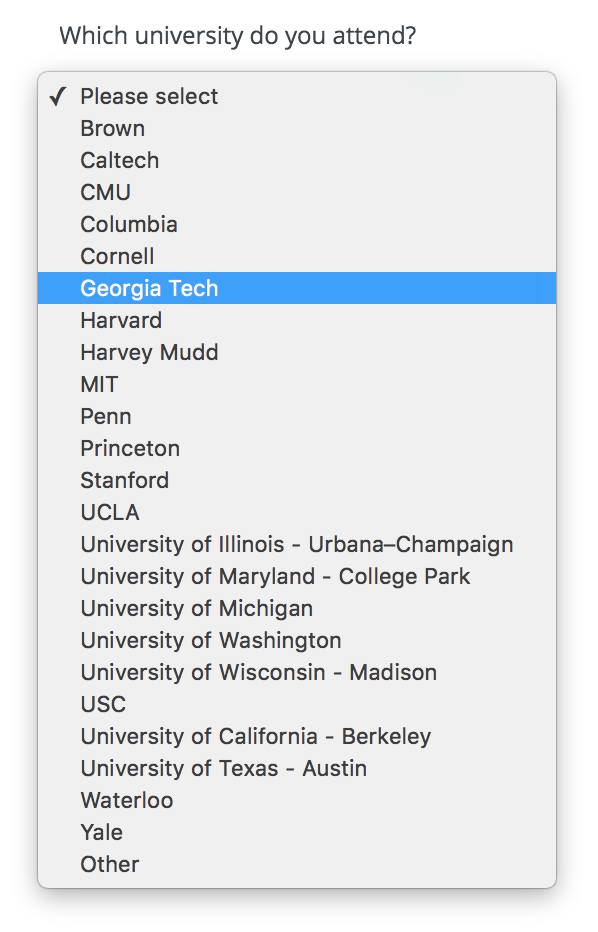 Which university do you attend?
✓ Please select
Brown
Caltech
CMU
Columbia
Cornell
Georgia Tech
Harvard
Harvey Mudd
MIT
Penn
Princeton
Stanford
UCLA
University of Illinois - Urbana–Champaign
University of Maryland - College Park
University of Michigan
University of Washington
University of Wisconsin - Madison
USC
University of California - Berkeley
University of Texas - Austin
Waterloo
Yale
Other